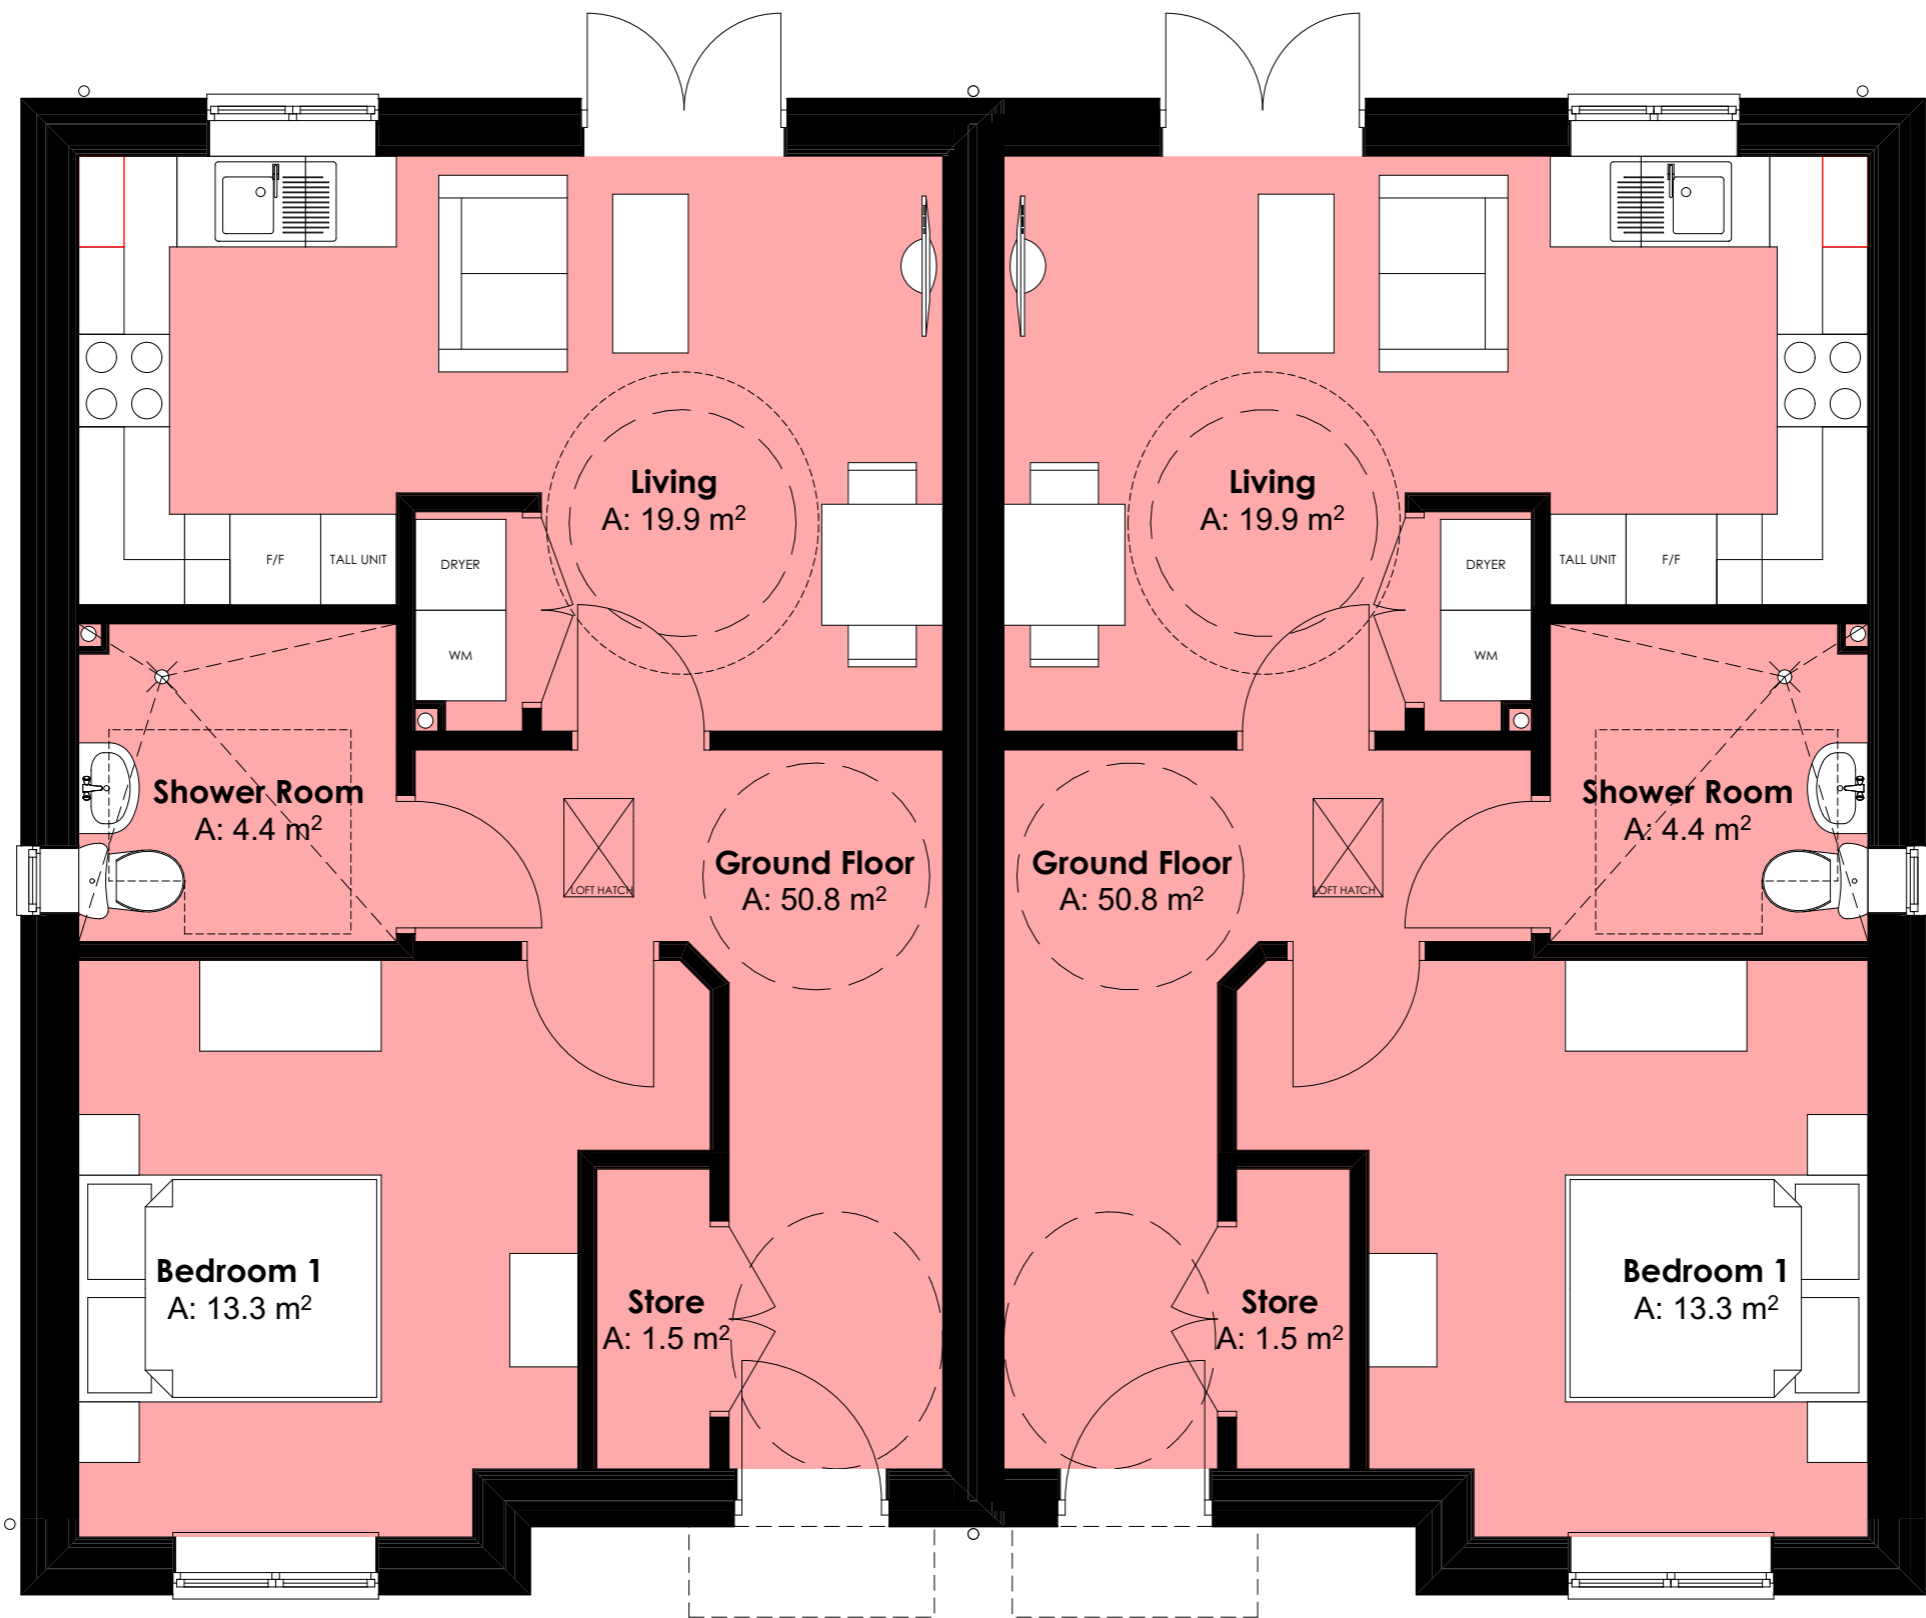 Living
A: 19.9 m²
Living
A: 19.9 m²
F/F
TALL UNIT
DRYER
WM
DRYER
WM
TALL UNIT
F/F
Shower Room
A: 4.4 m²
Shower Room
A: 4.4 m²
Ground Floor
A: 50.8 m²
Ground Floor
A: 50.8 m²
LOFT HATCH
LOFT HATCH
Bedroom 1
A: 13.3 m²
Store
A: 1.5 m²
Store
A: 1.5 m²
Bedroom 1
A: 13.3 m²